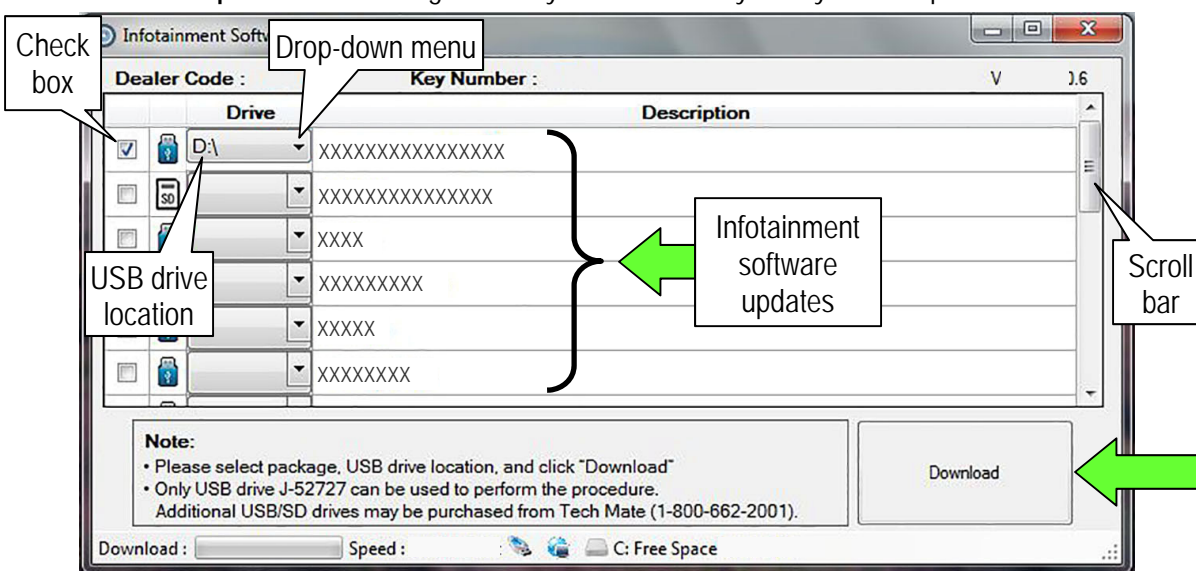 Check
box
Infotainment
Drop-down menu
Dealer Code :
Key Number :
V
Drive
Description
D:\
XXXXXXXXXXXXXXXX
SD
XXXXXXXXXXXXXXX
XXXX
XXXXXXXXX
XXXXX
XXXXXXXX
USB drive
location
Infotainment
software
updates
Scroll
bar
Note:
• Please select package, USB drive location, and click "Download"
• Only USB drive J-52727 can be used to perform the procedure.
Additional USB/SD drives may be purchased from Tech Mate (1-800-662-2001).
Download
Download :
Speed :
: C: Free Space